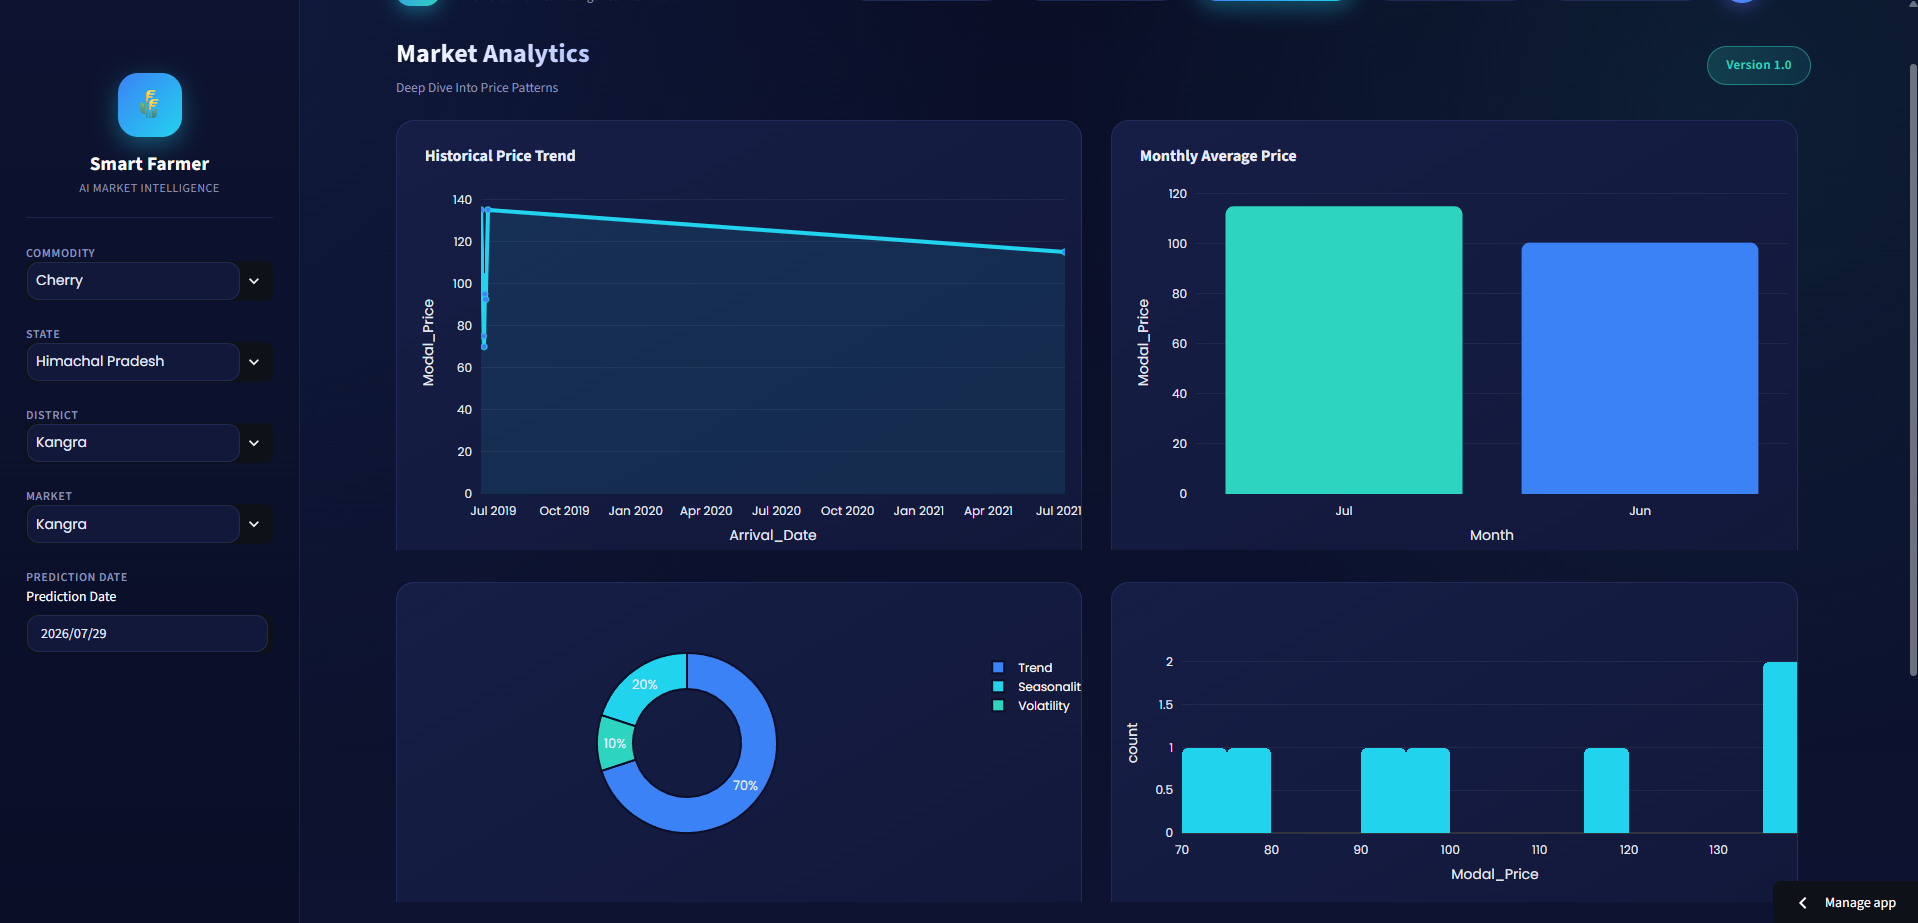 Smart Farmer
AI MARKET INTELLIGENCE
COMMODITY
Cherry
STATE
Himachal Pradesh
DISTRICT
Kangra
MARKET
Kangra
PREDICTION DATE
Prediction Date
2026/07/29
Market Analytics
Deep Dive Into Price Patterns
Version 1.0
Historical Price Trend
140
120
100
80
60
40
20
0
Modal_Price
Jul 2019 Oct 2019 Jan 2020 Apr 2020 Jul 2020 Oct 2020 Jan 2021 Apr 2021 Jul 2021
Arrival_Date
Monthly Average Price
120
100
80
60
40
20
0
Modal_Price
Jul Jun
Month
20%
10%
70%
Trend
Seasonalit
Volatility
2
1.5
1
0.5
0
count
70 80 90 100 110 120 130
Modal_Price
Manage app